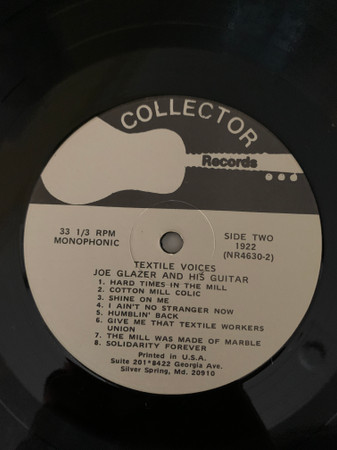 COLLECTOR
Records
33 1/3 RPM
MONOPHONIC
SIDE TWO
1922
(NR4630-2)
TEXTILE VOICES
JOE GLAZER AND HIS GUITAR
1. HARD TIMES IN THE MILL
2. COTTON MILL COLIC
3. SHINE ON ME
4. I AIN'T NO STRANGER NOW
5. HUMBLIN' BACK
6. GIVE ME THAT TEXTILE WORKERS
UNION
7. THE MILL WAS MADE OF MARBLE
8. SOLIDARITY FOREVER
Printed in U.S.A.
Suite 201*8422 Georgia Ave.
Silver Spring, Md. 20910